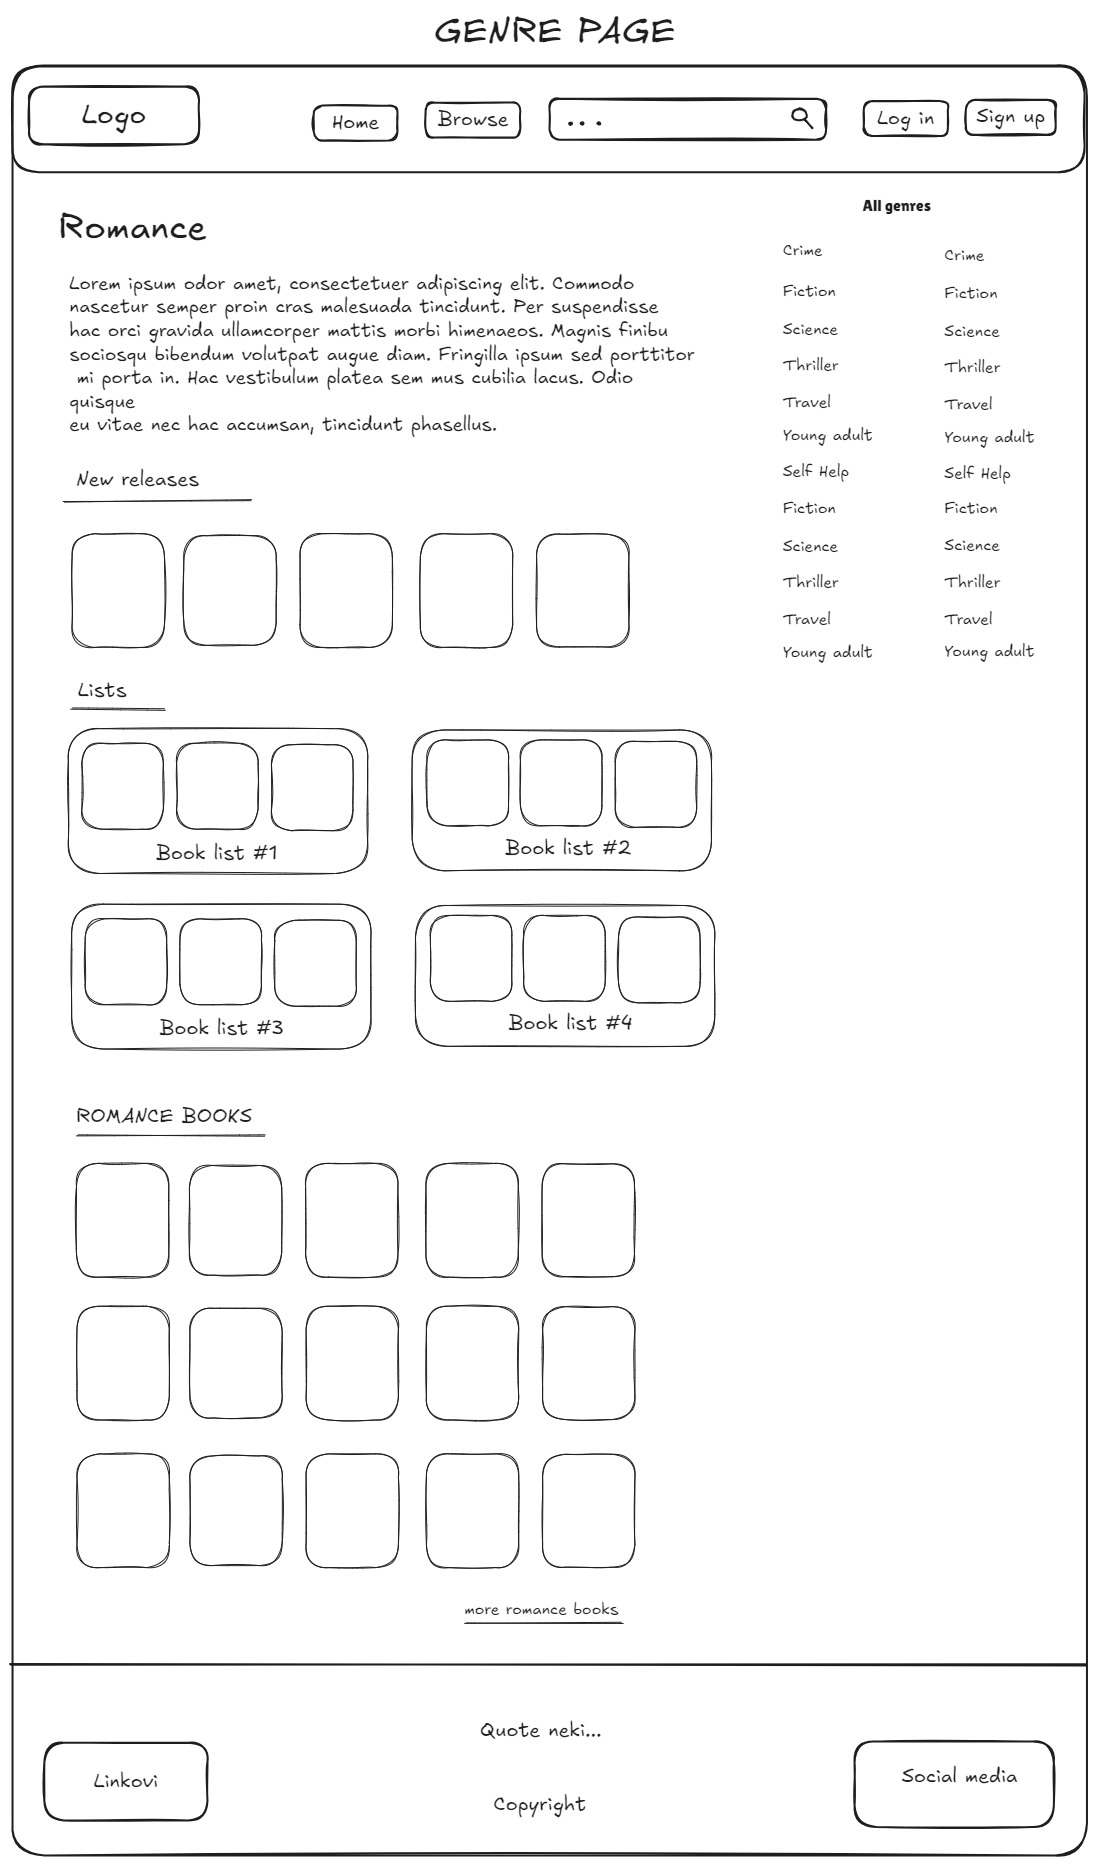 GENRE PAGE
Logo
Home
Browse
...
Log in
Sign up
Romance
Lorem ipsum odor amet, consectetuer adipiscing elit. Commodo
nascetur semper proin cras malesuada tincidunt. Per suspendisse
hac orci gravida ullamcorper mattis morbi himenaeos. Magnis finibu
sociosqu bibendum volutpat augue diam. Fringilla ipsum sed porttitor
mi porta in. Hac vestibulum platea sem mus cubilia lacus. Odio
quisque
eu vitae nec hac accumsan, tincidunt phasellus.
All genres
Crime
Fiction
Science
Thriller
Travel
Young adult
Self Help
Fiction
Science
Thriller
Travel
Young adult
Crime
Fiction
Science
Thriller
Travel
Young adult
Self Help
Fiction
Science
Thriller
Travel
Young adult
New releases
Lists
Book list #1
Book list #2
Book list #3
Book list #4
ROMANCE BOOKS
more romance books
Linkovi
Quote neki...
Copyright
Social media